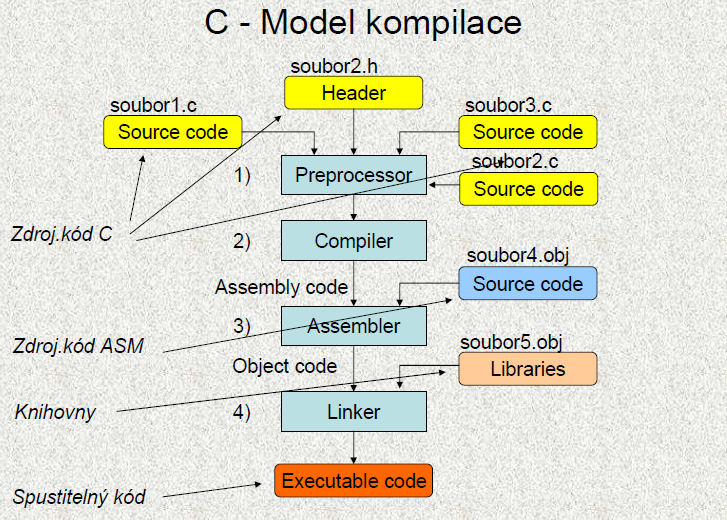 C - Model kompilace
soubor2.h
Header
soubor1.c
Source code
soubor3.c
Source code
1)
Preprocessor
soubor2.c
Source code
Zdroj.kód C
2)
Compiler
Assembly code
soubor4.obj
Source code
3)
Assembler
Zdroj.kód ASM
Object code
soubor5.obj
Libraries
Knihovny
4)
Linker
Executable code
Spustitelný kód